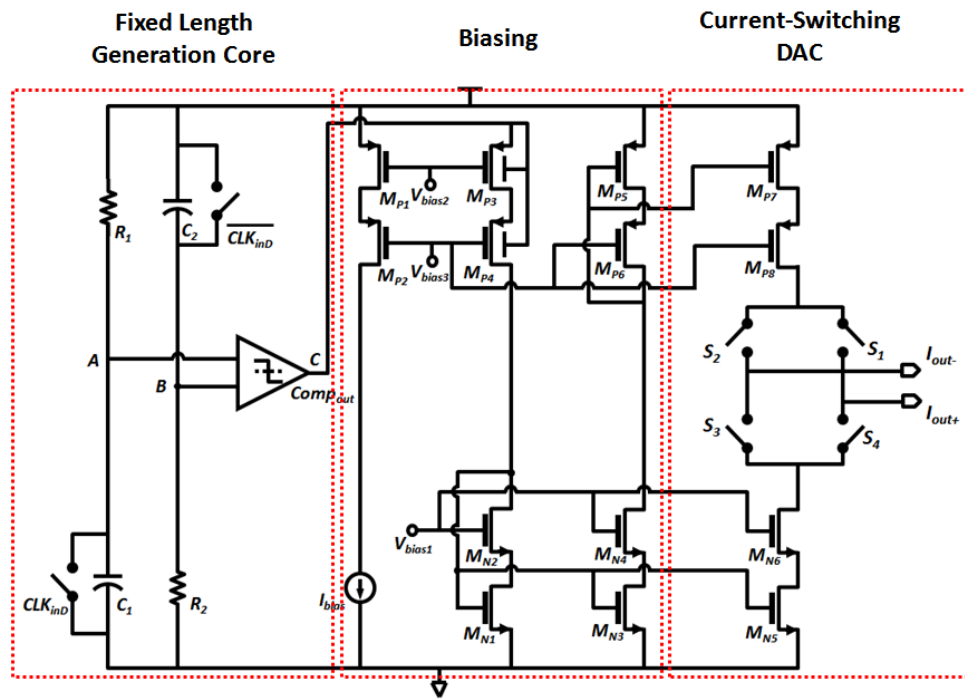 Fixed Length
Generation Core
Biasing
Current-Switching
DAC
R1
C2
CLKinD
A
B
C
Compout
CLKinD
C1
R2
MP1
Vbias2
MP3
MP2
Vbias3
MP4
MP5
MP6
MP7
MP8
S2
S1
Iout-
Iout+
S3
S4
Vbias1
MN2
MN4
MN6
Ibias
MN1
MN3
MN5